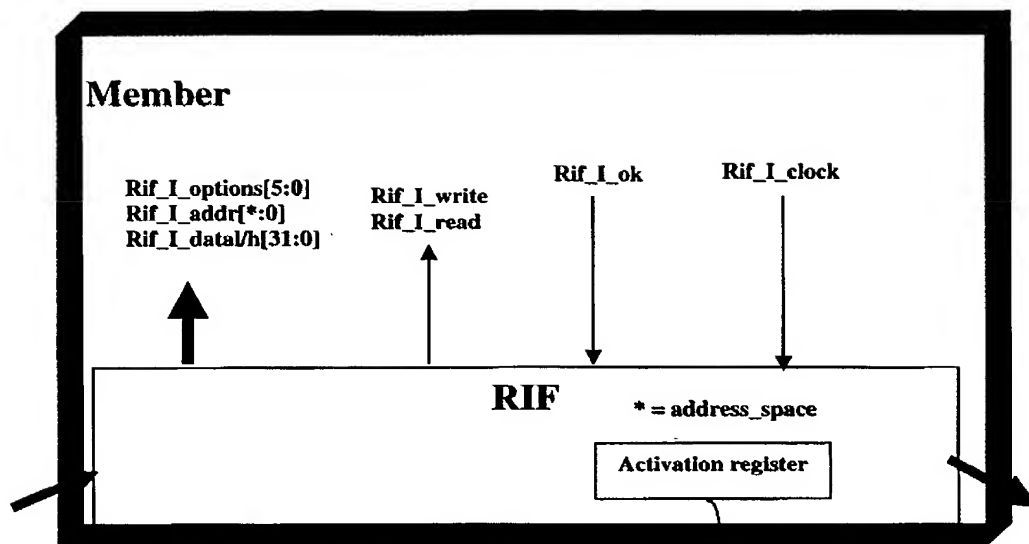 Member
Rif_I_options[5:0]
Rif_I_addr[*:0]
Rif_I_datal/h[31:0]
Rif_I_write
Rif_I_read
Rif_I_ok
Rif_I_clock
RIF
* = address_space
Activation register